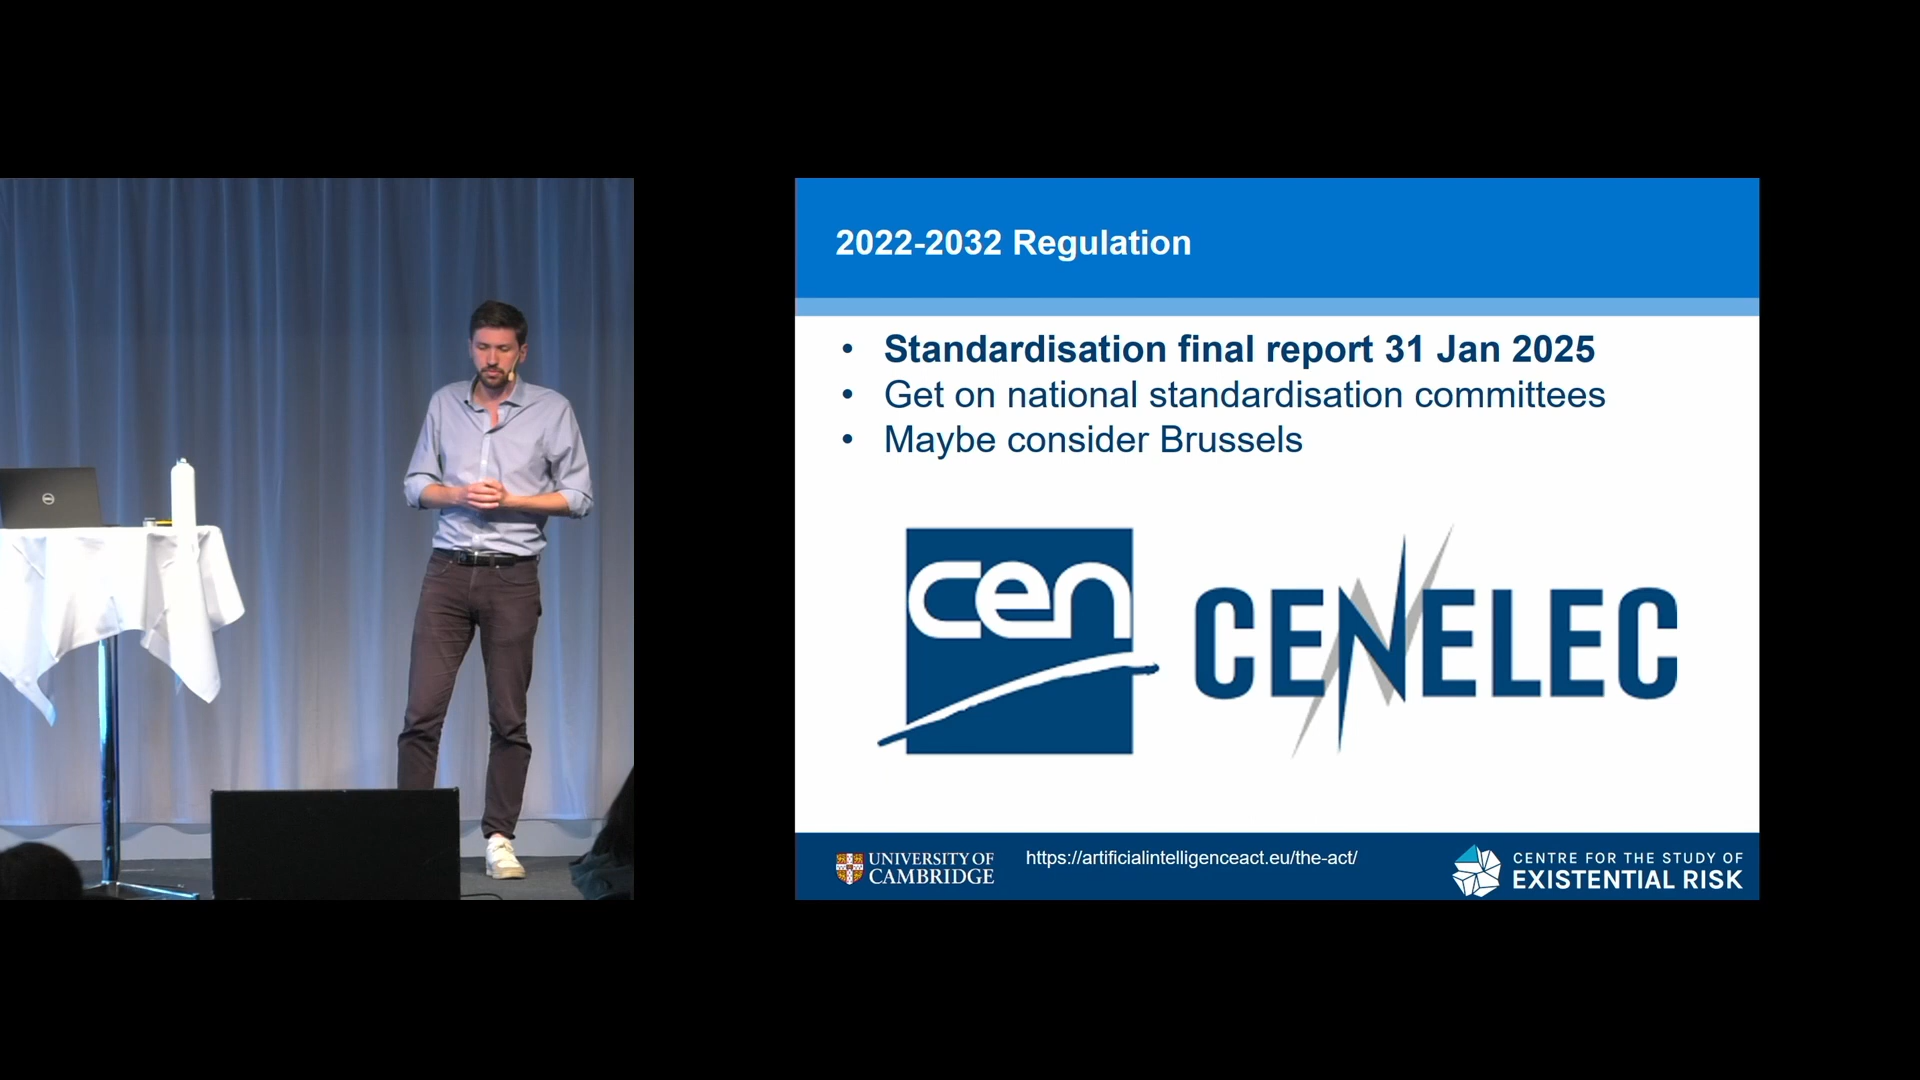 2022-2032 Regulation
• Standardisation final report 31 Jan 2025
• Get on national standardisation committees
• Maybe consider Brussels
cen
CENELEC
DELL
UNIVERSITY OF
CAMBRIDGE
https://artificialintelligenceact.eu/the-act/
CENTRE FOR THE STUDY OF
EXISTENTIAL RISK